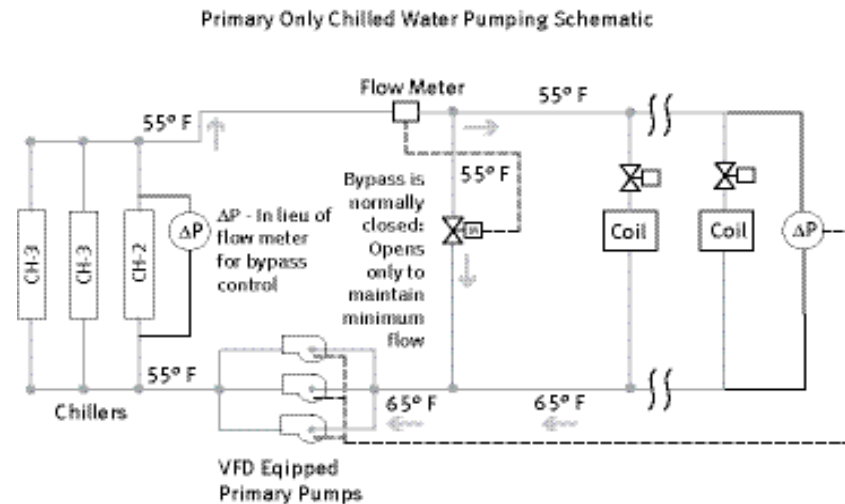 Primary Only Chilled Water Pumping Schematic
Flow Meter
55° F
55° F
55° F
Bypass is
normally
closed:
Opens
only to
maintain
minimum
flow
ΔP - In lieu of
flow meter
for bypass
control
ΔP
CH-3
CH-3
CH-2
Coil
Coil
ΔP
55° F
65° F
65° F
Chillers
VFD Eqipped
Primary Pumps